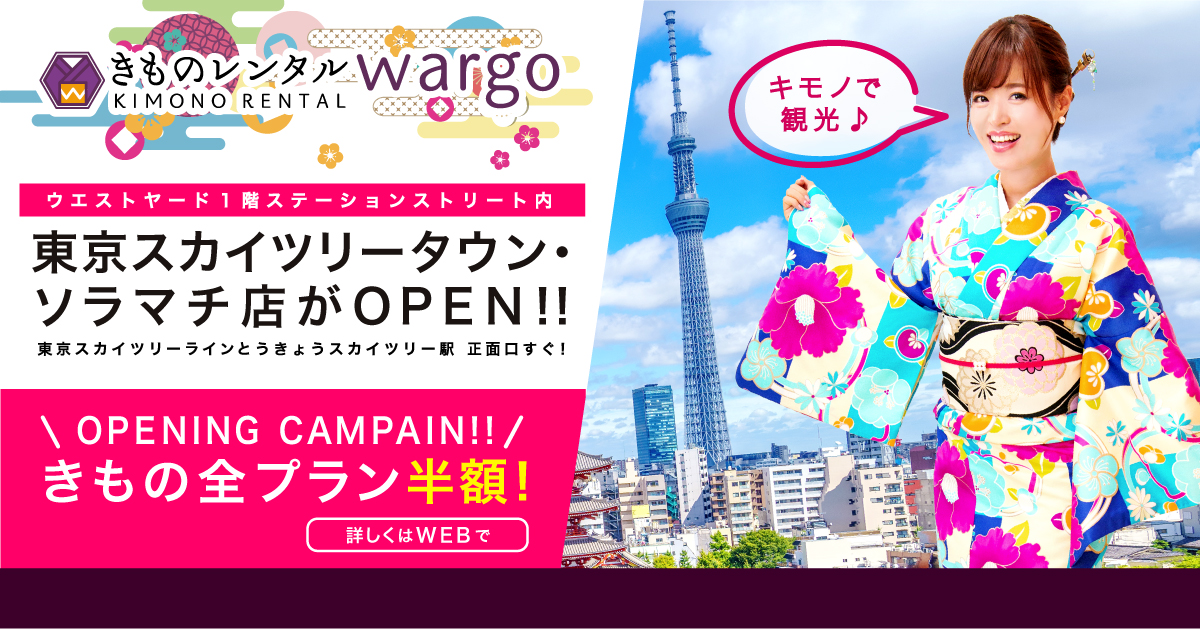 きものレンタル wargo
KIMONO RENTAL
ウエストヤード1階ステーションストリート内
東京スカイツリータウン・
ソラマチ店がOPEN!!
東京スカイツリーラインとうきょうスカイツリー駅 正面口すぐ!
\ OPENING CAMPAIN!! /
きもの全プラン半額!
詳しくはWEBで
キモノで
観光♪